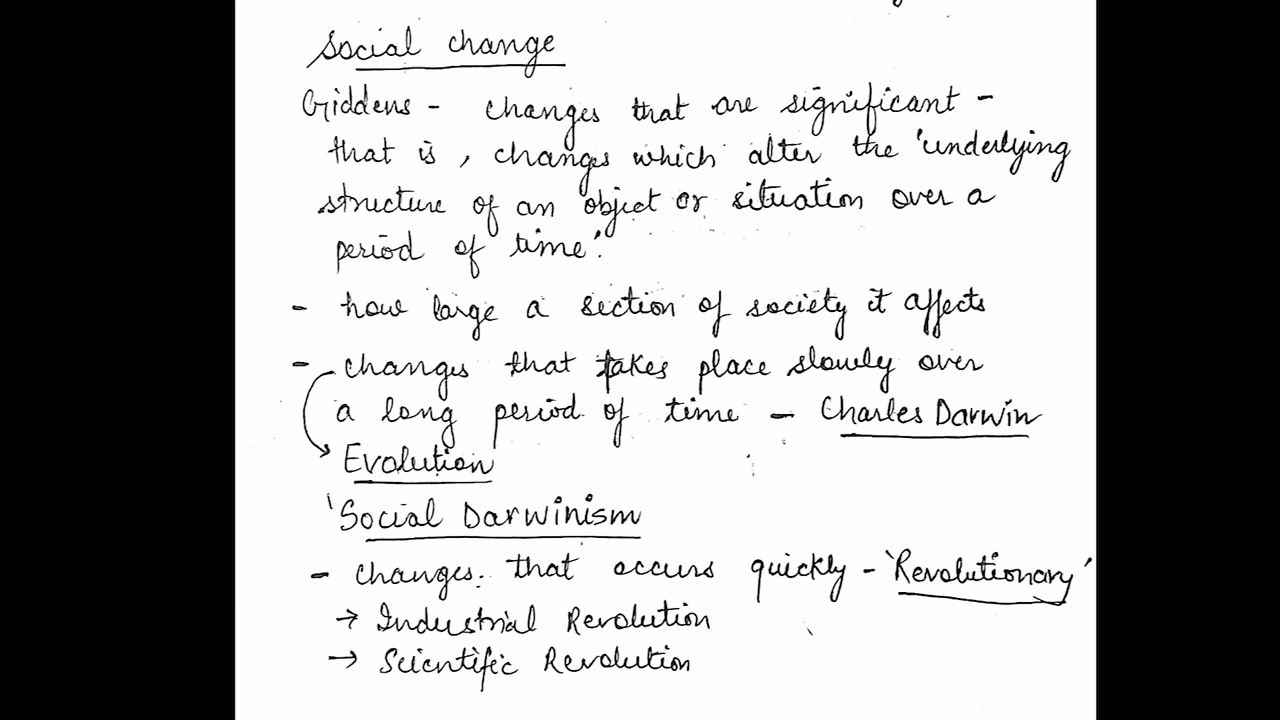 Social change
Giddens - changes that are significant -
that is, changes which alter the 'underlying
structure of an object or situation over a
period of time'.
- how large a section of society it affects
- changes that takes place slowly over
a long period of time - Charles Darwin
Evolution
'Social Darwinism
- changes. that occurs quickly - 'Revolutionary'
→ Industrial Revolution
→ Scientific Revolution